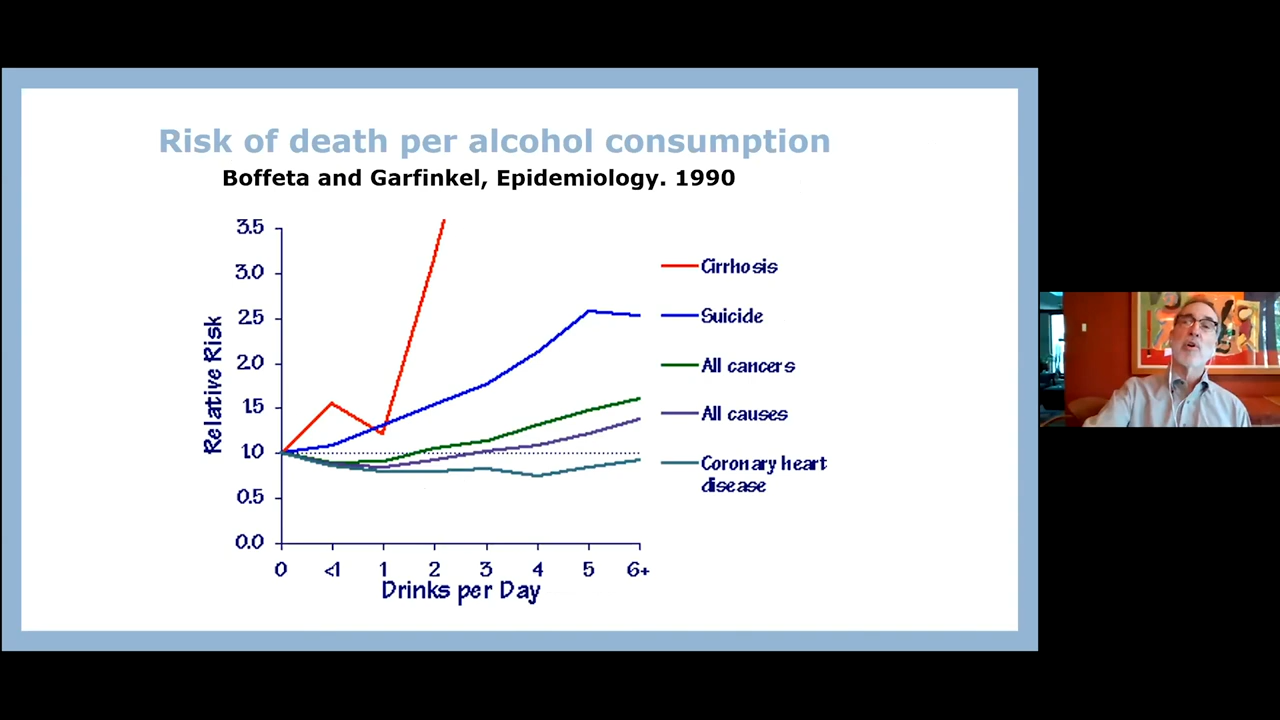 Risk of death per alcohol consumption
Boffeta and Garfinkel, Epidemiology. 1990
3.5
3.0
2.5
2.0
1.5
1.0
0.5
0.0
Relative Risk
0 <1 1 2 3 4 5 6+
Drinks per Day
Cirrhosis
Suicide
All cancers
All causes
Coronary heart
disease